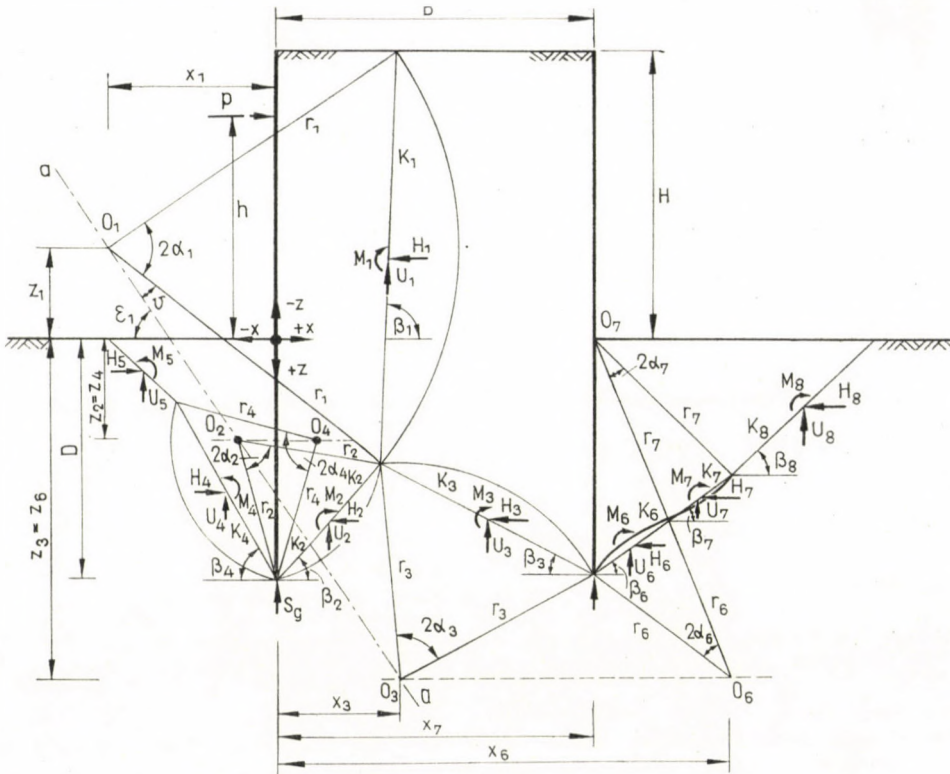 x₁
p
r₁
K₁
H
a
h
O₁
2α₁
M₁
H₁
U₁
z₁
υ
ε₁
-z
β₁
-x
+x
O₇
+z
2α₇
H₅
M₅
U₅
z₂ = z₄
r₁
M₈
H₈
r₇
r₇
U₈
K₈
β₈
r₄
O₂
O₄
r₂
D
2α₂
2α₄
K₂
z₃ = z₆
H₄
M₄
U₄
K₄
r₂
r₄
M₂
H₂
U₂
K₂
K₃
M₃
H₃
U₃
M₇
K₇
H₇
U₇
M₆
K₆
β₇
H₆
U₆
β₄
β₂
β₃
β₆
S₉
r₃
r₃
r₆
r₆
2α₃
2α₆
O₃
a
O₆
x₃
x₇
x₆